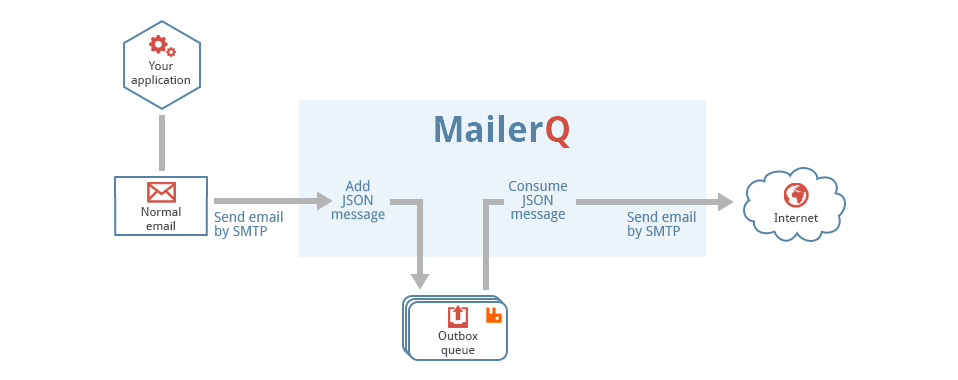 Your
application
MailerQ
Normal
email
Send email
by SMTP
Add
JSON
message
Consume
JSON
message
Send email
by SMTP
Internet
Outbox
queue